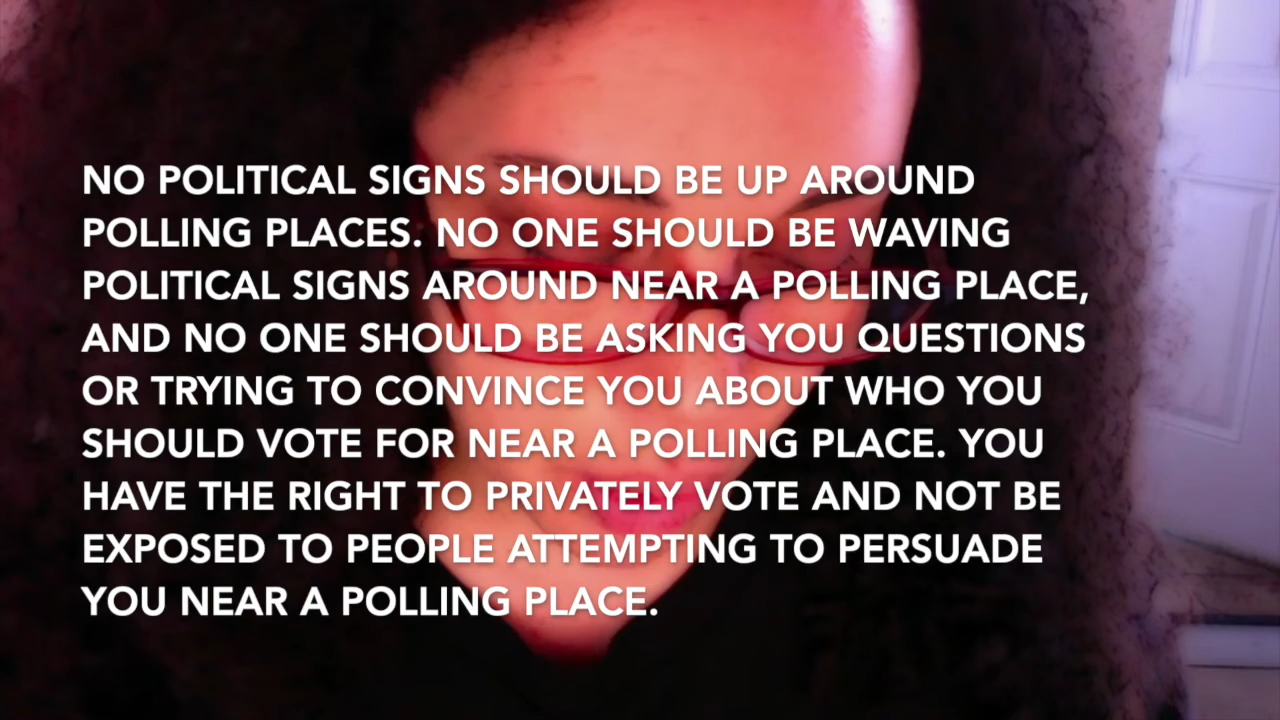 NO POLITICAL SIGNS SHOULD BE UP AROUND
POLLING PLACES. NO ONE SHOULD BE WAVING
POLITICAL SIGNS AROUND NEAR A POLLING PLACE,
AND NO ONE SHOULD BE ASKING YOU QUESTIONS
OR TRYING TO CONVINCE YOU ABOUT WHO YOU
SHOULD VOTE FOR NEAR A POLLING PLACE. YOU
HAVE THE RIGHT TO PRIVATELY VOTE AND NOT BE
EXPOSED TO PEOPLE ATTEMPTING TO PERSUADE
YOU NEAR A POLLING PLACE.